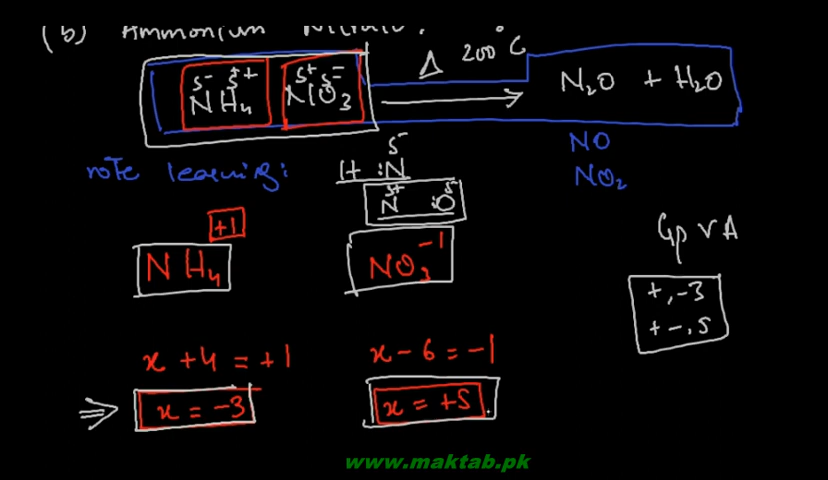 (b) Ammonium Nitrate:
Δ 200°C
δ- δ+ δ+ δ-
NH₄ NO₃ → N₂O + H₂O
NO
NO₂
rote learning:
δ-
H :N
δ+ δ-
N :O
+1
NH₄
NO₃⁻¹
Gp V A
+, -3
+ -, 5
x + 4 = +1
x - 6 = -1
⇒ x = -3
x = +5
www.maktab.pk